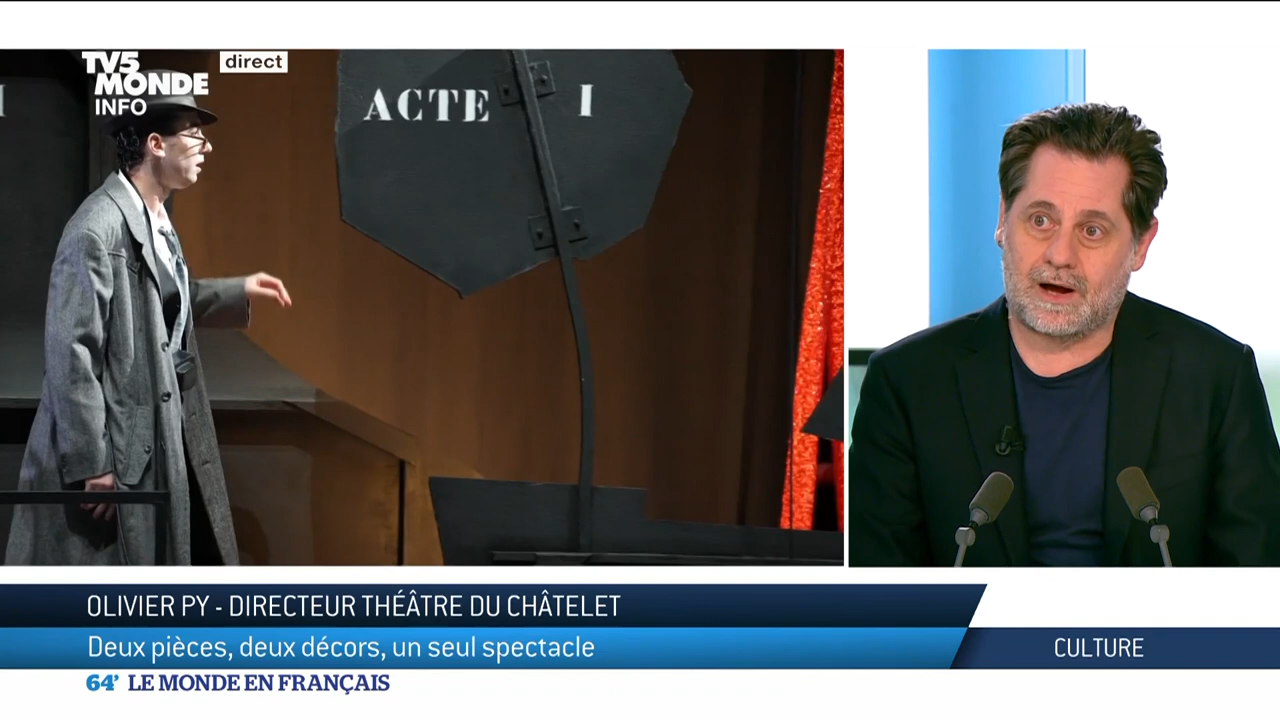 TV5
MONDE
INFO
direct
I
ACTE I
OLIVIER PY - DIRECTEUR THÉÂTRE DU CHÂTELET
Deux pièces, deux décors, un seul spectacle
CULTURE
64' LE MONDE EN FRANÇAIS